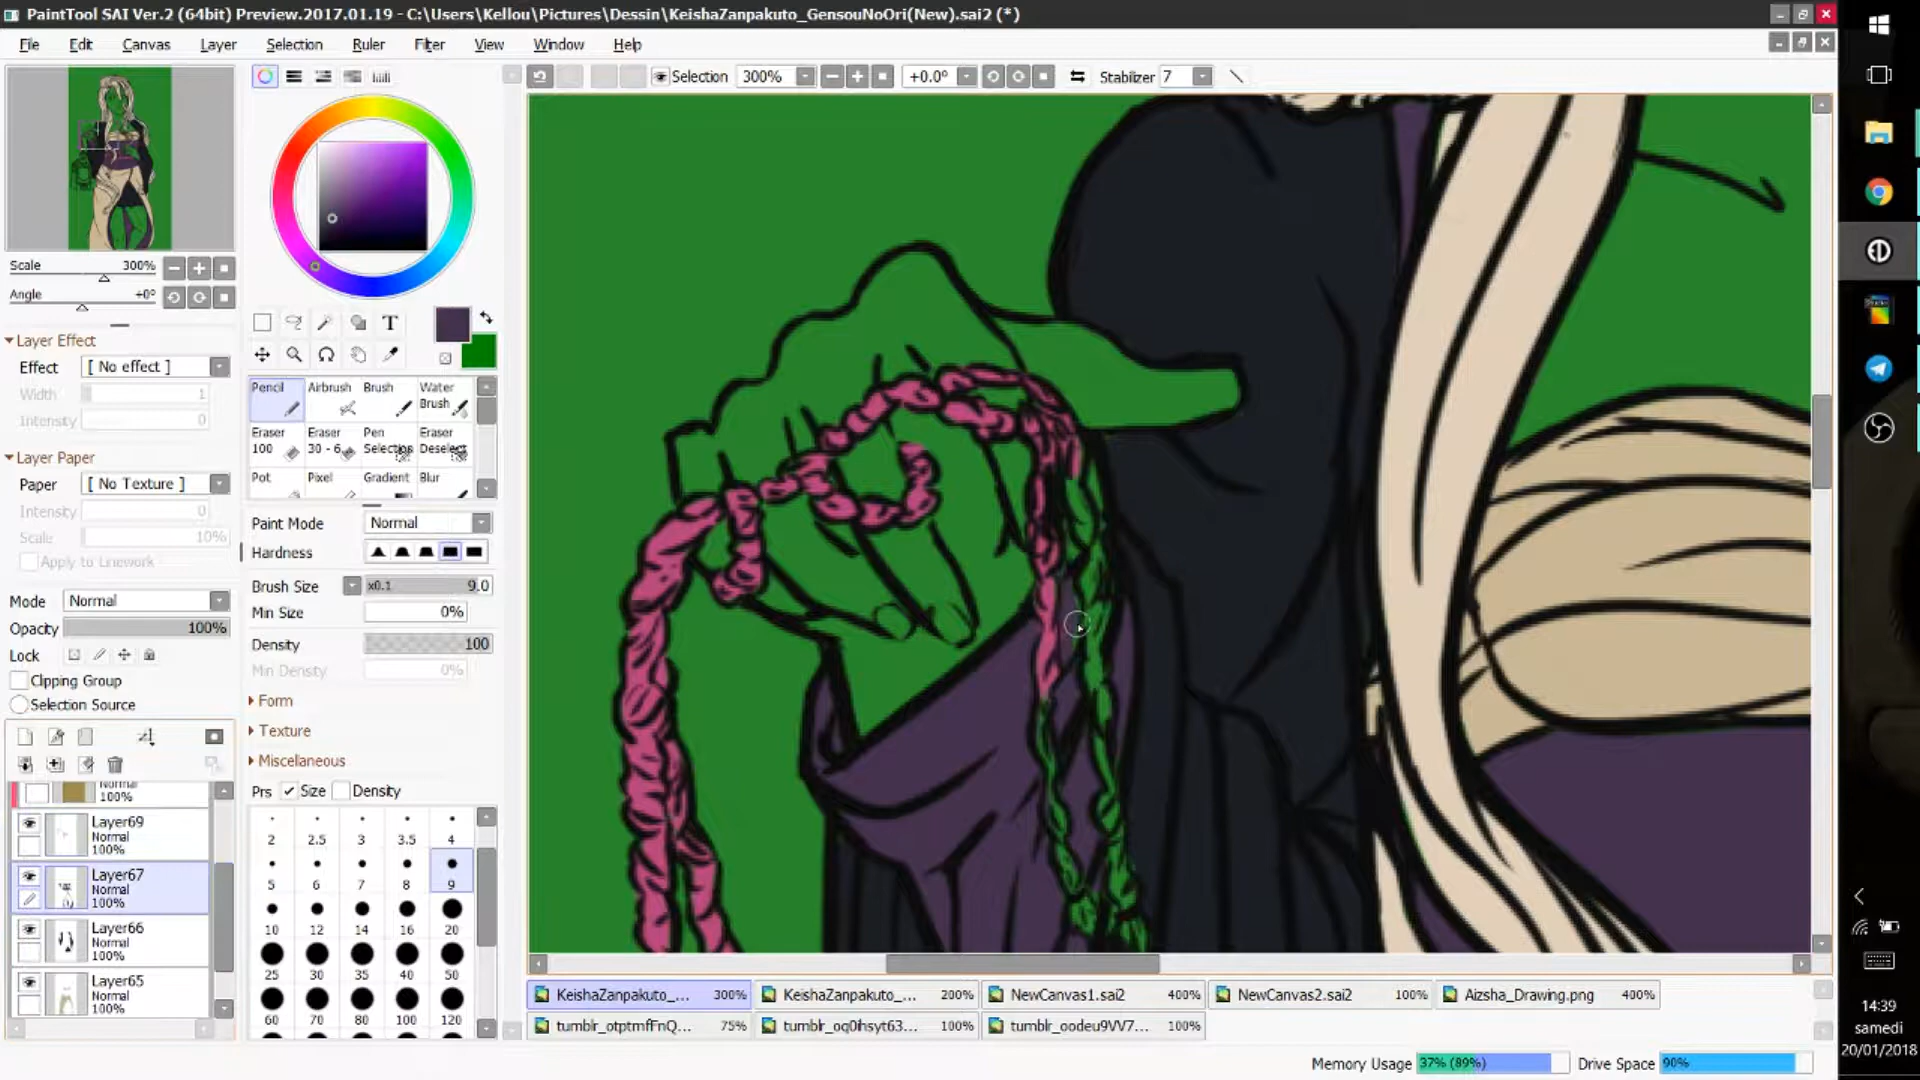 PaintTool SAI Ver.2 (64bit) Preview.2017.01.19 - C:\Users\Kellou\Pictures\Dessin\KeishaZanpakuto_GensouNoOri(New).sai2 (*)
File Edit Canvas Layer Selection Ruler Filter View Window Help
Selection 300% +0.0° Stabilizer 7
Scale 300%
Angle +0°
Layer Effect
Effect [ No effect ]
Width 1
Intensity 0
Layer Paper
Paper [ No Texture ]
Intensity 0
Scale 10%
Apply to Linework
Mode Normal
Opacity 100%
Lock
Clipping Group
Selection Source
Normal
100%
Layer69
Normal
100%
Layer67
Normal
100%
Layer66
Normal
100%
Layer65
Normal
100%
T
Pencil Airbrush Brush Water Brush
Eraser 100 Eraser 30 - 6 Pen Selection Eraser Deselect
Pot Pixel Gradient Blur
Paint Mode Normal
Hardness
Brush Size x0.1 9.0
Min Size 0%
Density 100
Min Density 0%
Form
Texture
Miscellaneous
Prs Size Density
2 2.5 3 3.5 4
5 6 7 8 9
10 12 14 16 20
25 30 35 40 50
60 70 80 100 120
KeishaZanpakuto_... 300% KeishaZanpakuto_... 200% NewCanvas1.sai2 400% NewCanvas2.sai2 100% Aizsha_Drawing.png 400%
tumblr_otptmfFnQ... 75% tumblr_oq0ihsyt63... 100% tumblr_oodeu9VV7... 100%
Memory Usage 37% (89%) Drive Space 90%
14:39
samedi
20/01/2018